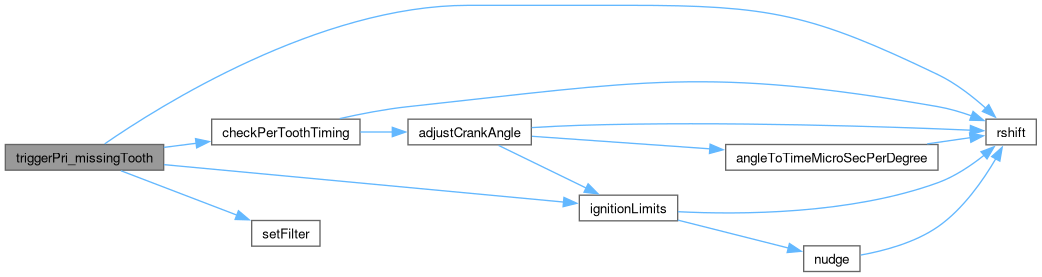 triggerPri_missingTooth
checkPerToothTiming
adjustCrankAngle
rshift
angleToTimeMicroSecPerDegree
ignitionLimits
setFilter
nudge